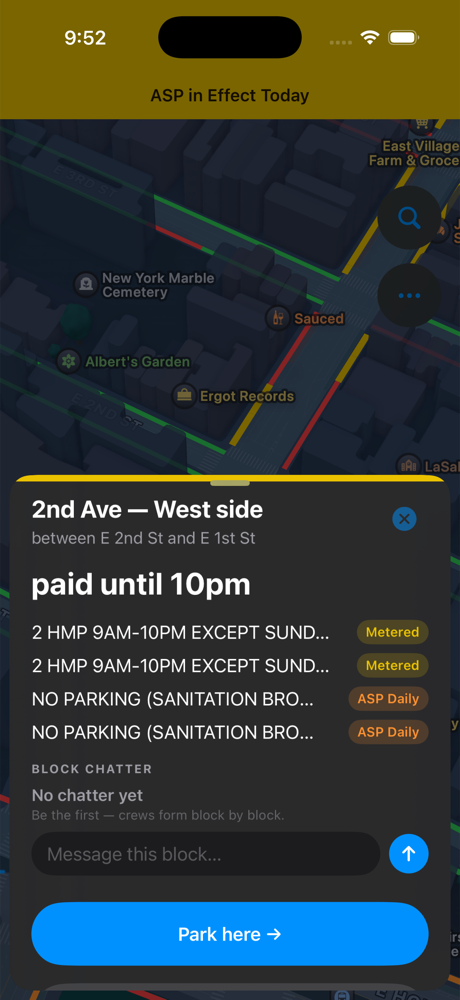 9:52
ASP in Effect Today
East Village
Farm & Groce
New York Marble
Cemetery
Sauced
Albert's Garden
Ergot Records
E 2ND ST
LaSal
2nd Ave — West side
between E 2nd St and E 1st St
paid until 10pm
2 HMP 9AM-10PM EXCEPT SUND...
Metered
2 HMP 9AM-10PM EXCEPT SUND...
Metered
NO PARKING (SANITATION BRO...
ASP Daily
NO PARKING (SANITATION BRO...
ASP Daily
BLOCK CHATTER
No chatter yet
Be the first — crews form block by block.
Message this block...
Park here →